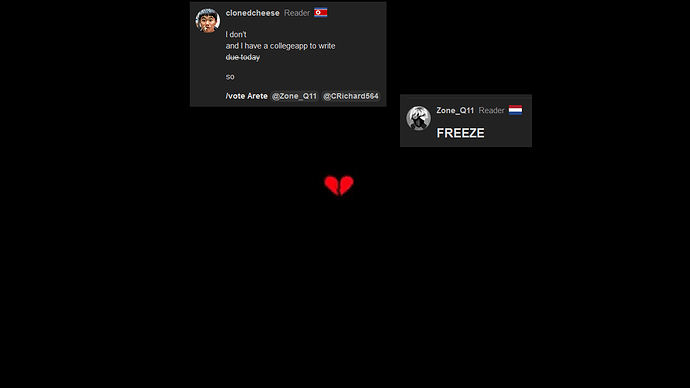 clonedcheese Reader
I don't
and I have a collegeapp to write
due today
so
/vote Arete @Zone_Q11 @CRichard564
Zone_Q11 Reader
FREEZE